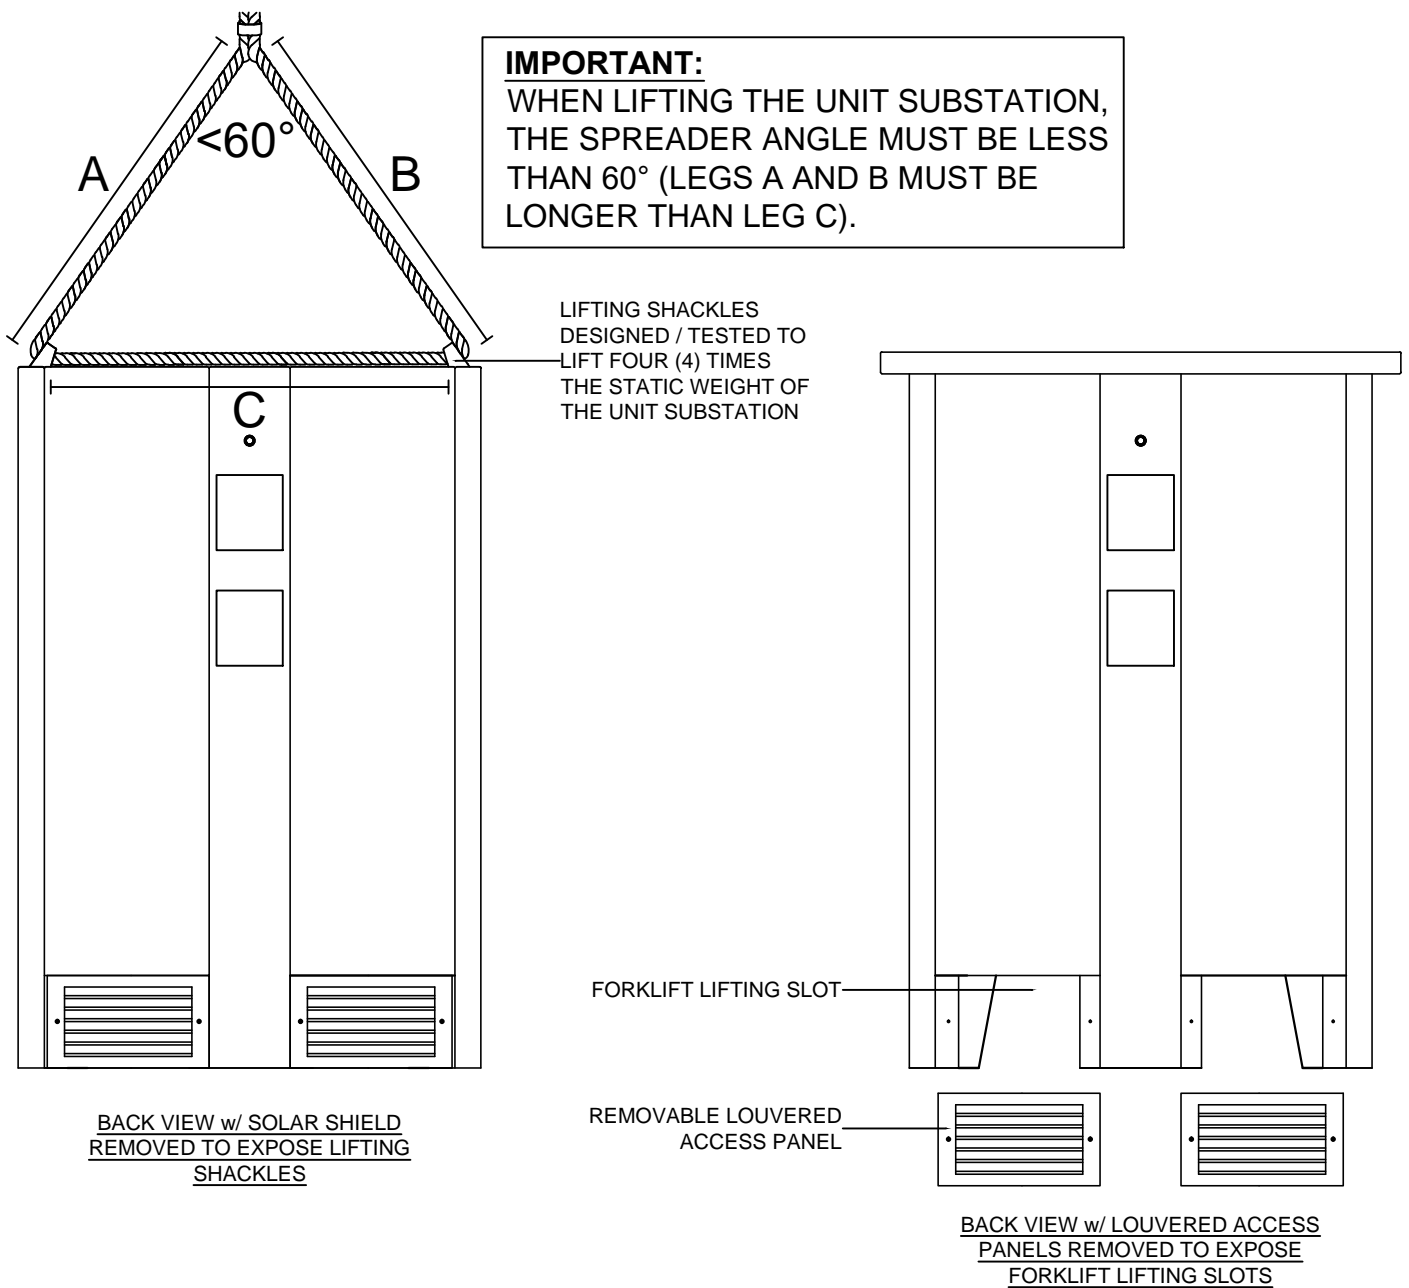 IMPORTANT:
WHEN LIFTING THE UNIT SUBSTATION,
THE SPREADER ANGLE MUST BE LESS
THAN 60° (LEGS A AND B MUST BE
LONGER THAN LEG C).
<60°
A
B
C
LIFTING SHACKLES
DESIGNED / TESTED TO
LIFT FOUR (4) TIMES
THE STATIC WEIGHT OF
THE UNIT SUBSTATION
FORKLIFT LIFTING SLOT
REMOVABLE LOUVERED
ACCESS PANEL
BACK VIEW w/ SOLAR SHIELD
REMOVED TO EXPOSE LIFTING
SHACKLES
BACK VIEW w/ LOUVERED ACCESS
PANELS REMOVED TO EXPOSE
FORKLIFT LIFTING SLOTS